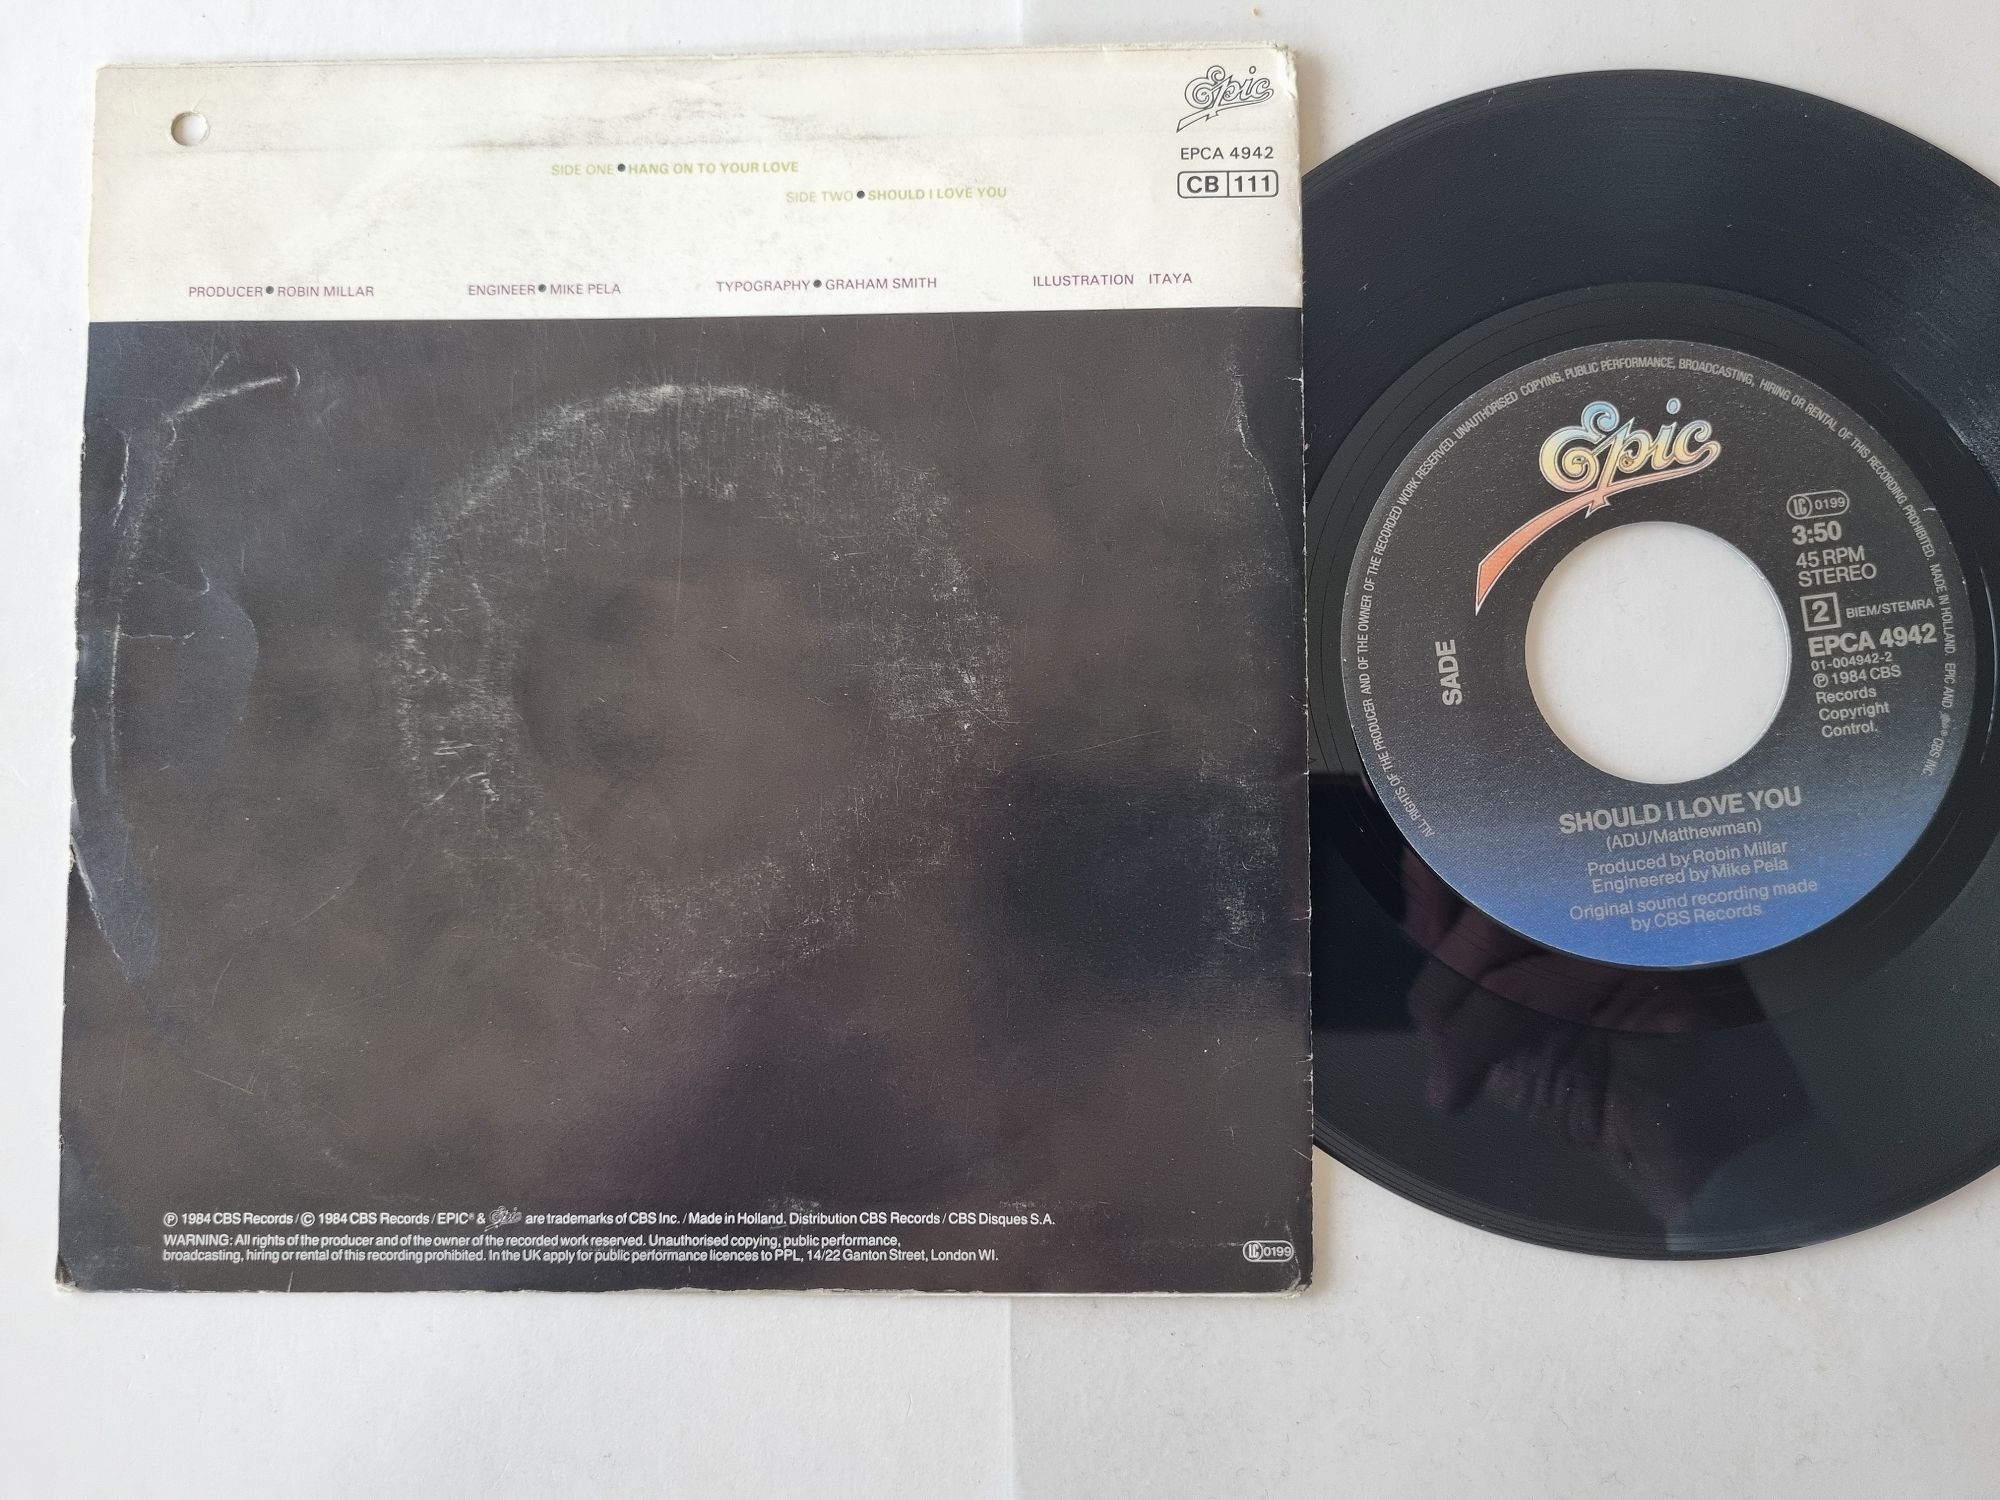 Epic
EPCA 4942
CB 111
SIDE ONE ● HANG ON TO YOUR LOVE
SIDE TWO ● SHOULD I LOVE YOU
PRODUCER ● ROBIN MILLAR
ENGINEER ● MIKE PELA
TYPOGRAPHY ● GRAHAM SMITH
ILLUSTRATION ITAYA
℗ 1984 CBS Records / © 1984 CBS Records / EPIC® & Epic are trademarks of CBS Inc. / Made in Holland. Distribution CBS Records / CBS Disques S.A.
WARNING: All rights of the producer and of the owner of the recorded work reserved. Unauthorised copying, public performance,
broadcasting, hiring or rental of this recording prohibited. In the UK apply for public performance licences to PPL, 14/22 Ganton Street, London WI.
LC 0199
ALL RIGHTS OF THE PRODUCER AND OF THE OWNER OF THE RECORDED WORK RESERVED. UNAUTHORISED COPYING, PUBLIC PERFORMANCE, BROADCASTING, HIRING OR RENTAL OF THIS RECORDING PROHIBITED. MADE IN HOLLAND. EPIC AND Epic® CBS INC.
Epic
LC 0199
3:50
45 RPM
STEREO
2 BIEM/STEMRA
EPCA 4942
01-004942-2
℗ 1984 CBS
Records
Copyright
Control.
SADE
SHOULD I LOVE YOU
(ADU/Matthewman)
Produced by Robin Millar
Engineered by Mike Pela
Original sound recording made
by CBS Records